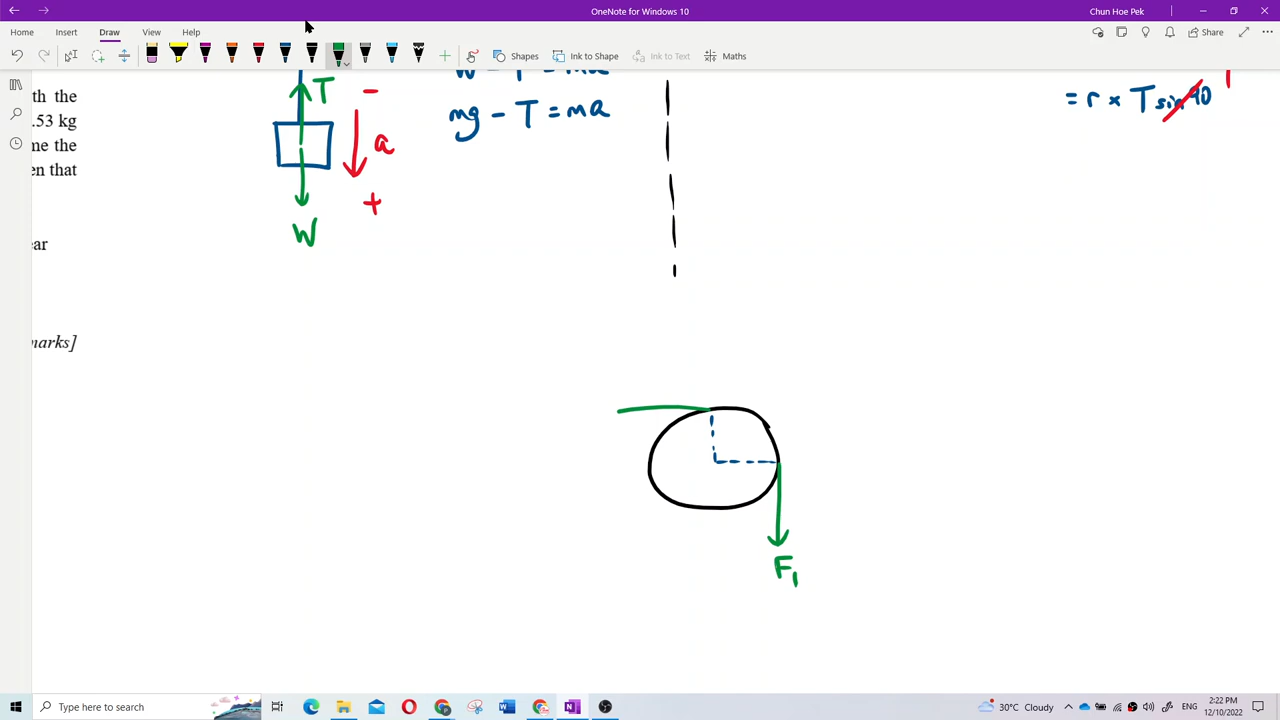 OneNote for Windows 10
Chun Hoe Pek
Home
Insert
Draw
View
Help
Share
Shapes
Ink to Shape
Ink to Text
Maths
th the
.53 kg
me the
en that
ear
marks]
T
-
a
+
W
mg - T = ma
= r × T sin 90
F1
Type here to search
30°C Cloudy
ENG
2:22 PM
12/10/2022